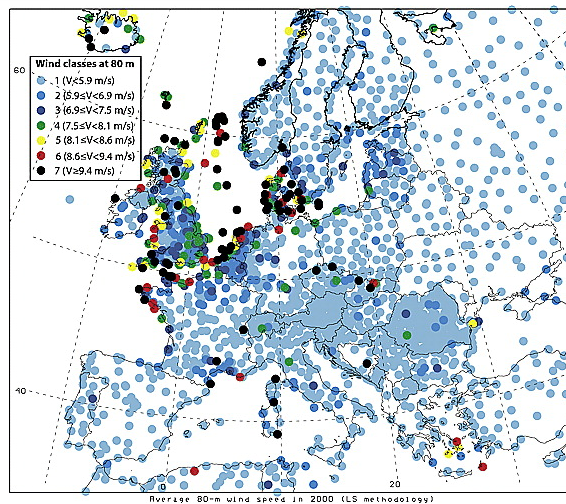 Wind classes at 80 m
1 (V<5.9 m/s)
2 (5.9≤V<6.9 m/s)
3 (6.9≤V<7.5 m/s)
4 (7.5≤V<8.1 m/s)
5 (8.1≤V<8.6 m/s)
6 (8.6≤V<9.4 m/s)
7 (V≥9.4 m/s)
60
40
0
20
Average 80-m wind speed in 2000 (LS methodology)